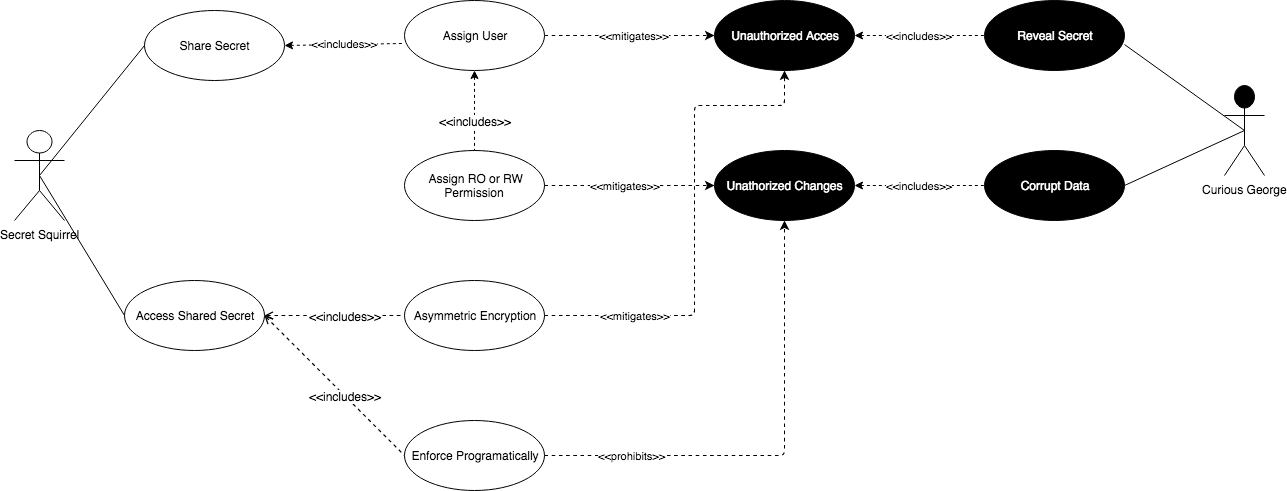 Share Secret
<<includes>>
Assign User
<<mitigates>>
Unauthorized Acces
<<includes>>
Reveal Secret
<<includes>>
Secret Squirrel
Assign RO or RW
Permission
<<mitigates>>
Unathorized Changes
<<includes>>
Corrupt Data
Curious George
Access Shared Secret
<<includes>>
Asymmetric Encryption
<<mitigates>>
<<includes>>
Enforce Programatically
<<prohibits>>